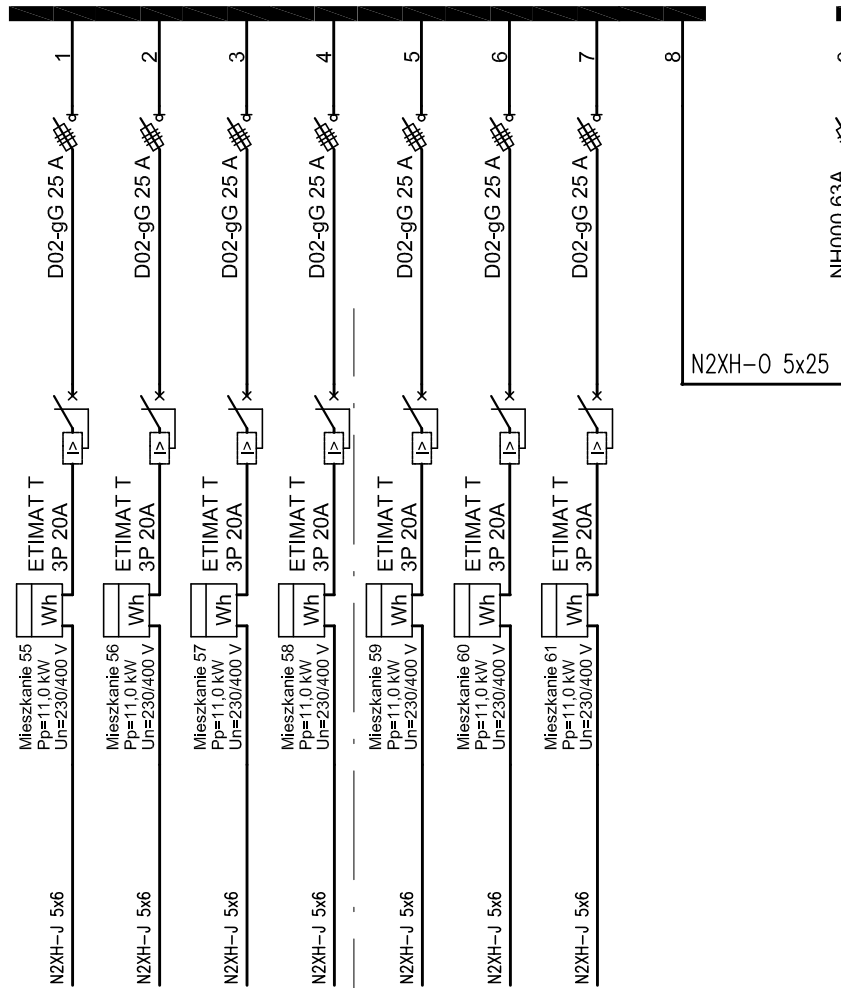 1
D02-gG 25 A
ETIMAT T
3P 20A
Wh
I>
Mieszkanie 55
Pp=11,0 kW
Un=230/400 V
N2XH-J 5x6
2
D02-gG 25 A
ETIMAT T
3P 20A
Wh
I>
Mieszkanie 56
Pp=11,0 kW
Un=230/400 V
N2XH-J 5x6
3
D02-gG 25 A
ETIMAT T
3P 20A
Wh
I>
Mieszkanie 57
Pp=11,0 kW
Un=230/400 V
N2XH-J 5x6
4
D02-gG 25 A
ETIMAT T
3P 20A
Wh
I>
Mieszkanie 58
Pp=11,0 kW
Un=230/400 V
N2XH-J 5x6
5
D02-gG 25 A
ETIMAT T
3P 20A
Wh
I>
Mieszkanie 59
Pp=11,0 kW
Un=230/400 V
N2XH-J 5x6
6
D02-gG 25 A
ETIMAT T
3P 20A
Wh
I>
Mieszkanie 60
Pp=11,0 kW
Un=230/400 V
N2XH-J 5x6
7
D02-gG 25 A
ETIMAT T
3P 20A
Wh
I>
Mieszkanie 61
Pp=11,0 kW
Un=230/400 V
N2XH-J 5x6
8
N2XH-O 5x25
NH000 63A